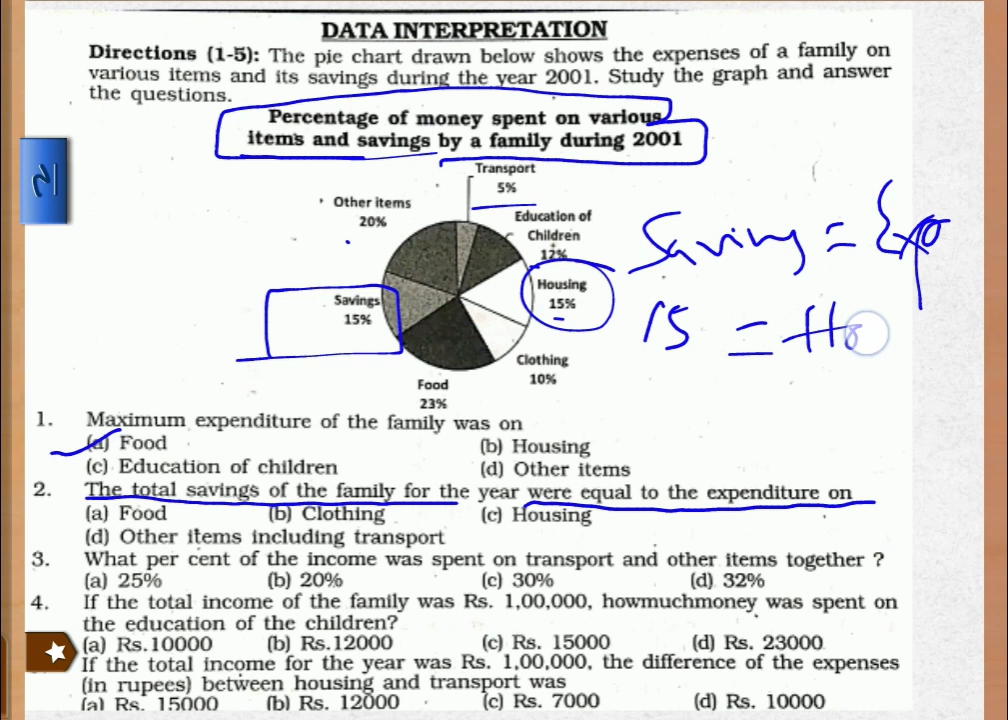 DATA INTERPRETATION
Directions (1-5): The pie chart drawn below shows the expenses of a family on
various items and its savings during the year 2001. Study the graph and answer
the questions.
Percentage of money spent on various
items and savings by a family during 2001
Transport
5%
Other items
20%
Education of
Children
12%
Housing
15%
Savings
15%
Clothing
10%
Food
23%
Saving = Exp
15 = Ho
1. Maximum expenditure of the family was on
(a) Food (b) Housing
(c) Education of children (d) Other items
2. The total savings of the family for the year were equal to the expenditure on
(a) Food (b) Clothing (c) Housing
(d) Other items including transport
3. What per cent of the income was spent on transport and other items together ?
(a) 25% (b) 20% (c) 30% (d) 32%
4. If the total income of the family was Rs. 1,00,000, howmuchmoney was spent on
the education of the children?
(a) Rs.10000 (b) Rs.12000 (c) Rs. 15000 (d) Rs. 23000
If the total income for the year was Rs. 1,00,000, the difference of the expenses
(in rupees) between housing and transport was
(a) Rs. 15000 (b) Rs. 12000 (c) Rs. 7000 (d) Rs. 10000